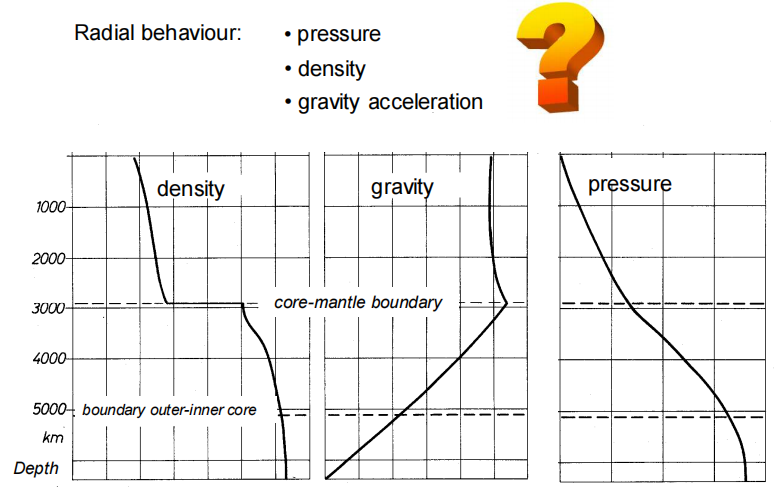 Radial behaviour:
• pressure
• density
• gravity acceleration
density
gravity
pressure
1000
2000
3000
core-mantle boundary
4000
5000
boundary outer-inner core
km
Depth